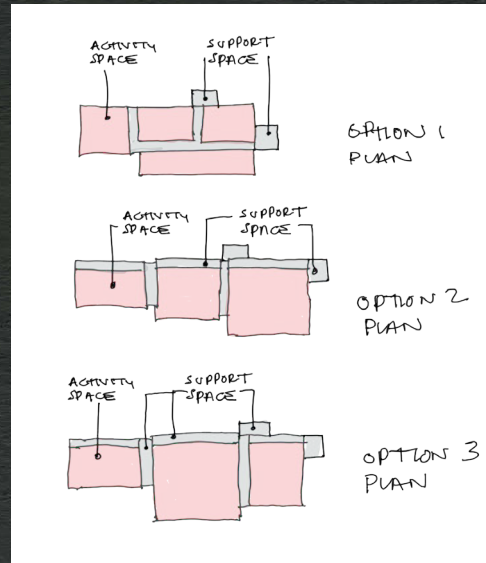 ACTIVITY
SPACE
SUPPORT
SPACE
OPTION 1
PLAN
ACTIVITY
SPACE
SUPPORT
SPACE
OPTION 2
PLAN
ACTIVITY
SPACE
SUPPORT
SPACE
OPTION 3
PLAN